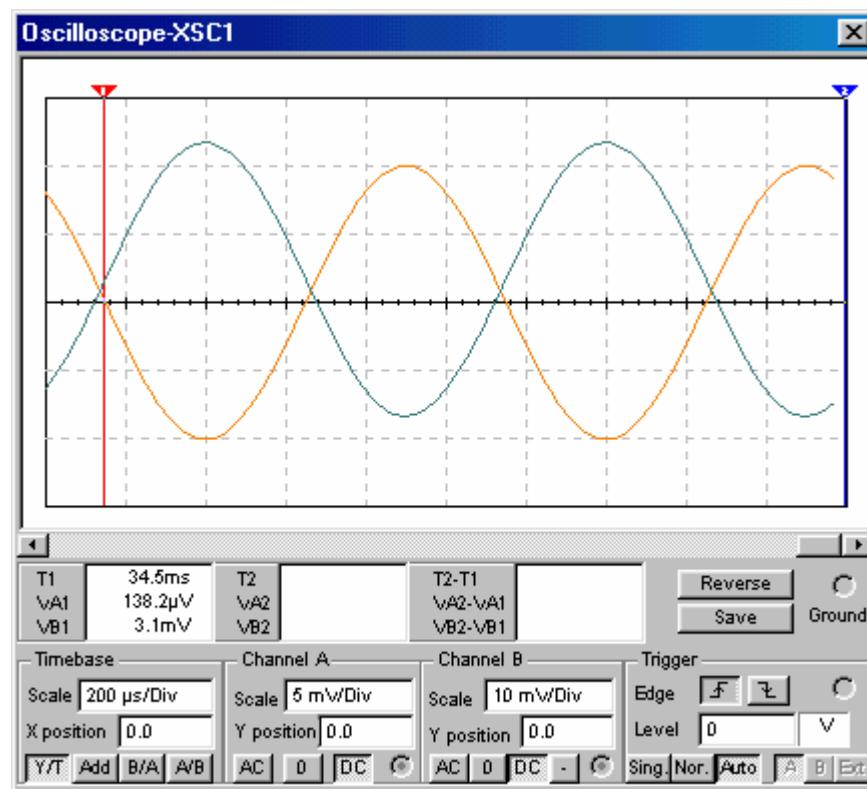 Oscilloscope-XSC1
1 2
T1 34.5ms T2 T2-T1 Reverse
VA1 138.2µV VA2 VA2-VA1
VB1 3.1mV VB2 VB2-VB1 Save Ground
Timebase Channel A Channel B Trigger
Scale 200 µs/Div Scale 5 mV/Div Scale 10 mV/Div Edge
X position 0.0 Y position 0.0 Y position 0.0 Level 0 V
Y/T Add B/A A/B AC 0 DC AC 0 DC - Sing. Nor. Auto A B Ext